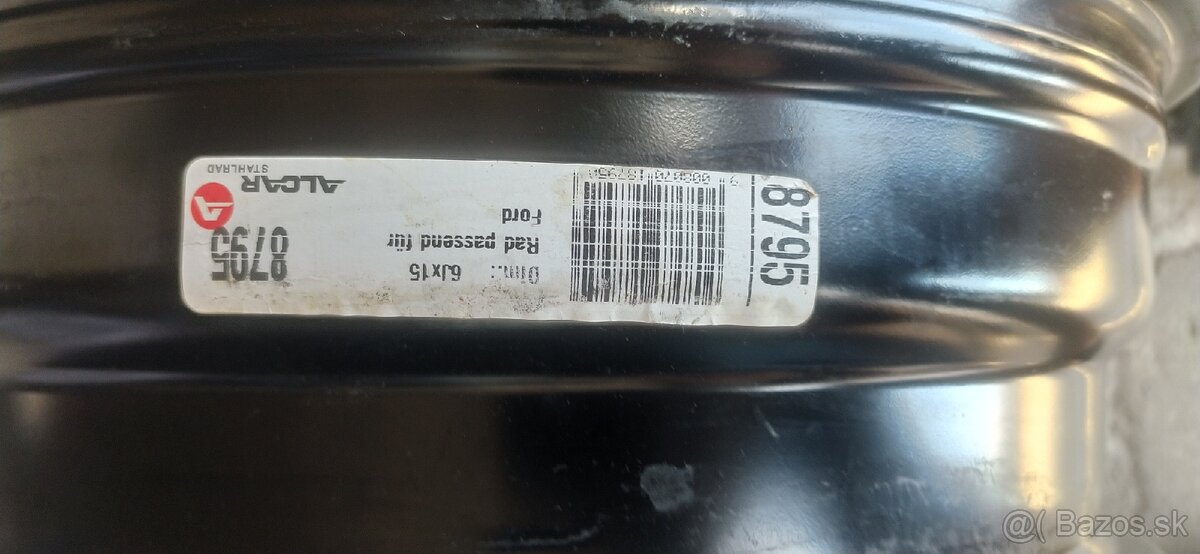 8795
Dim.: 6Jx15
Rad passend für
Ford
ALCAR
STAHLRAD
8795
@( Bazos.sk